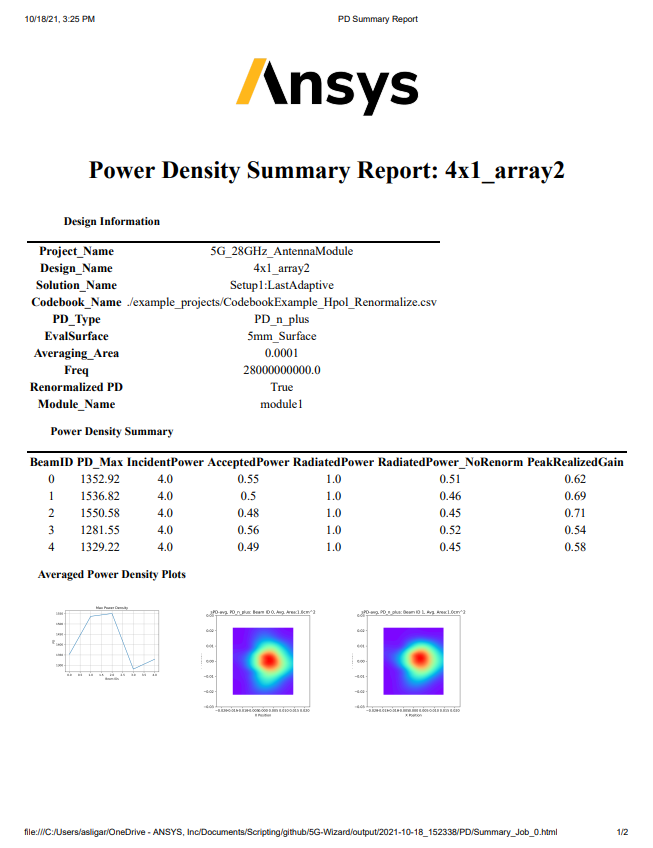 10/18/21, 3:25 PM PD Summary Report
Ansys
Power Density Summary Report: 4x1_array2
Design Information
Project_Name 5G_28GHz_AntennaModule
Design_Name 4x1_array2
Solution_Name Setup1:LastAdaptive
Codebook_Name ./example_projects/CodebookExample_Hpol_Renormalize.csv
PD_Type PD_n_plus
EvalSurface 5mm_Surface
Averaging_Area 0.0001
Freq 28000000000.0
Renormalized PD True
Module_Name module1
Power Density Summary
BeamID PD_Max IncidentPower AcceptedPower RadiatedPower RadiatedPower_NoRenorm PeakRealizedGain
0 1352.92 4.0 0.55 1.0 0.51 0.62
1 1536.82 4.0 0.5 1.0 0.46 0.69
2 1550.58 4.0 0.48 1.0 0.45 0.71
3 1281.55 4.0 0.56 1.0 0.52 0.54
4 1329.22 4.0 0.49 1.0 0.45 0.58
Averaged Power Density Plots
Max Power Density
Beam IDs
sPD-avg, PD_n_plus: Beam ID 0, Avg. Area:1.0cm^2
X Position
sPD-avg, PD_n_plus: Beam ID 1, Avg. Area:1.0cm^2
X Position
file:///C:/Users/asligar/OneDrive - ANSYS, Inc/Documents/Scripting/github/5G-Wizard/output/2021-10-18_152338/PD/Summary_Job_0.html 1/2